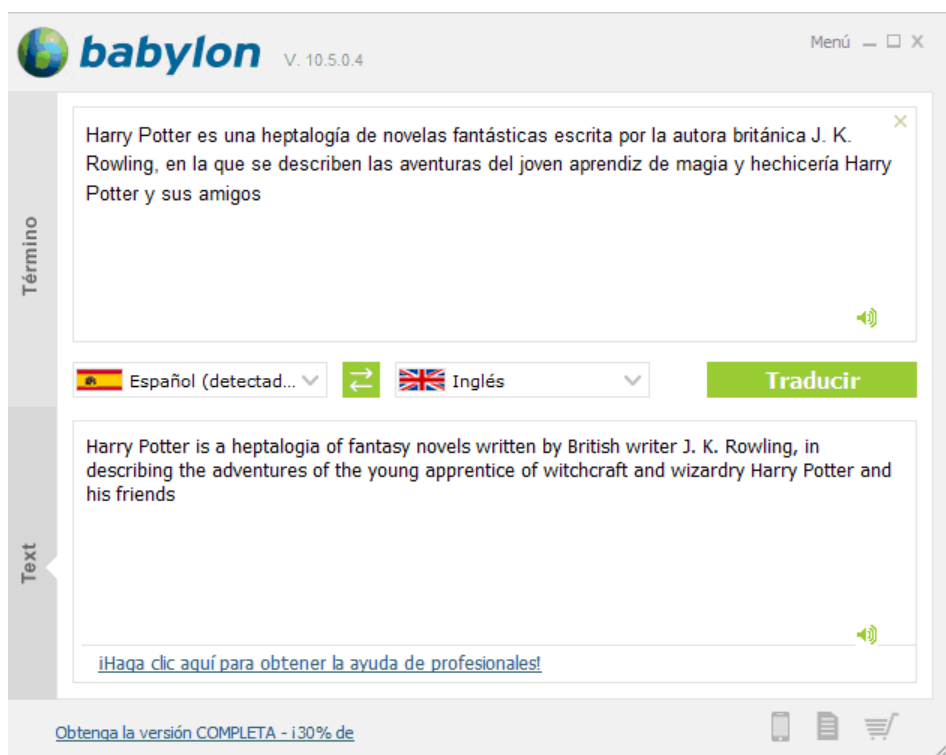 babylon V. 10.5.0.4 Menú
Harry Potter es una heptalogía de novelas fantásticas escrita por la autora británica J. K.
Rowling, en la que se describen las aventuras del joven aprendiz de magia y hechicería Harry
Potter y sus amigos
Término
Español (detectad... Inglés Traducir
Harry Potter is a heptalogia of fantasy novels written by British writer J. K. Rowling, in
describing the adventures of the young apprentice of witchcraft and wizardry Harry Potter and
his friends
Text
¡Haga clic aquí para obtener la ayuda de profesionales!
Obtenga la versión COMPLETA - ¡30% de